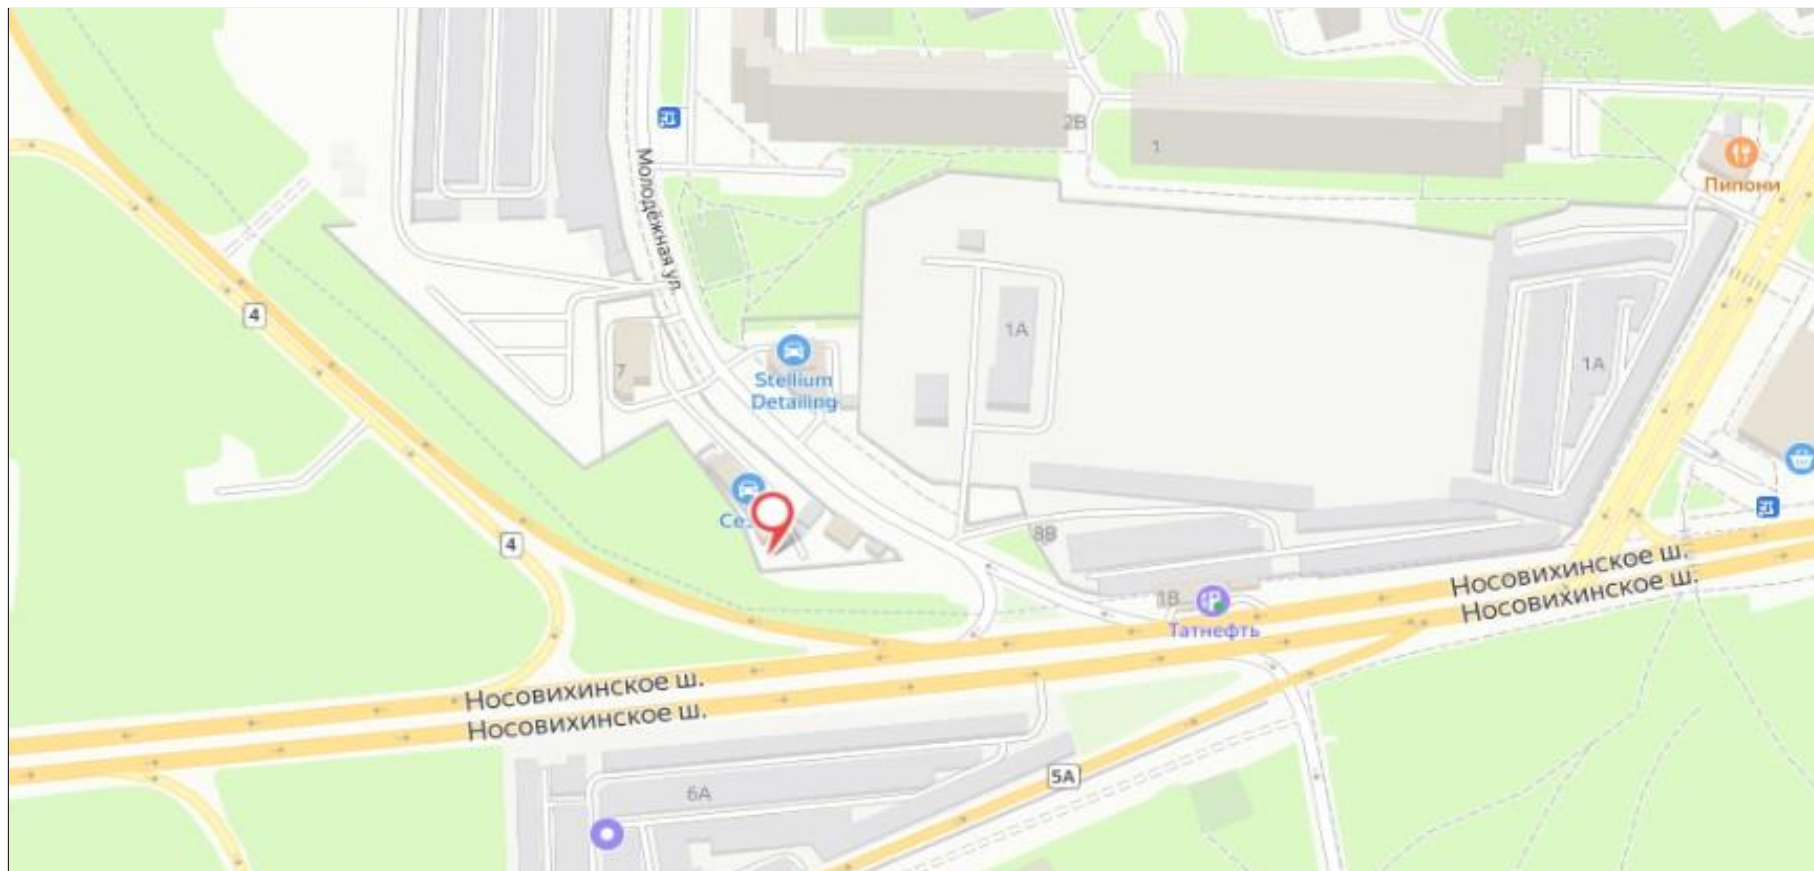 2В
1
Пипони
Молодёжная ул.
4
1А
1А
7
Stellium
Detailing
4
8В
Носовихинское ш.
Носовихинское ш.
1В
Татнефть
Носовихинское ш.
Носовихинское ш.
5А
6А